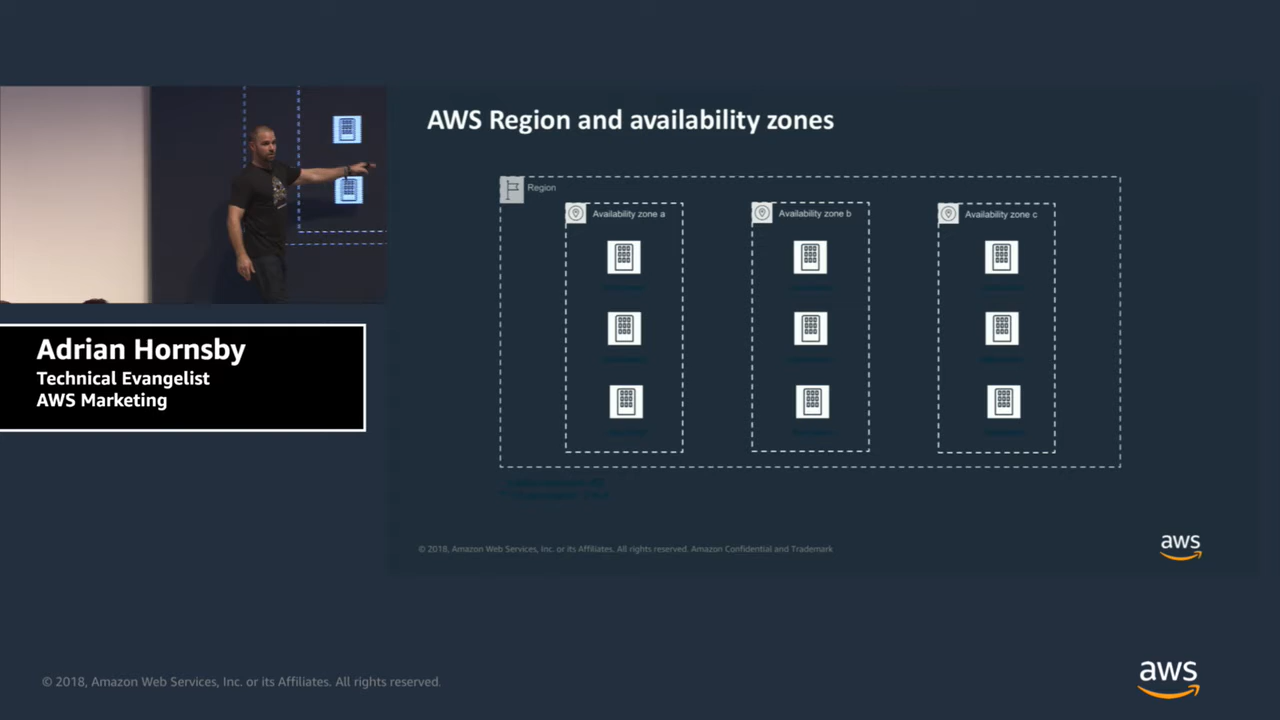 AWS Region and availability zones
Region
Availability zone a
Availability zone b
Availability zone c
Adrian Hornsby
Technical Evangelist
AWS Marketing
© 2018, Amazon Web Services, Inc. or its Affiliates. All rights reserved. Amazon Confidential and Trademark
aws
© 2018, Amazon Web Services, Inc. or its Affiliates. All rights reserved.
aws